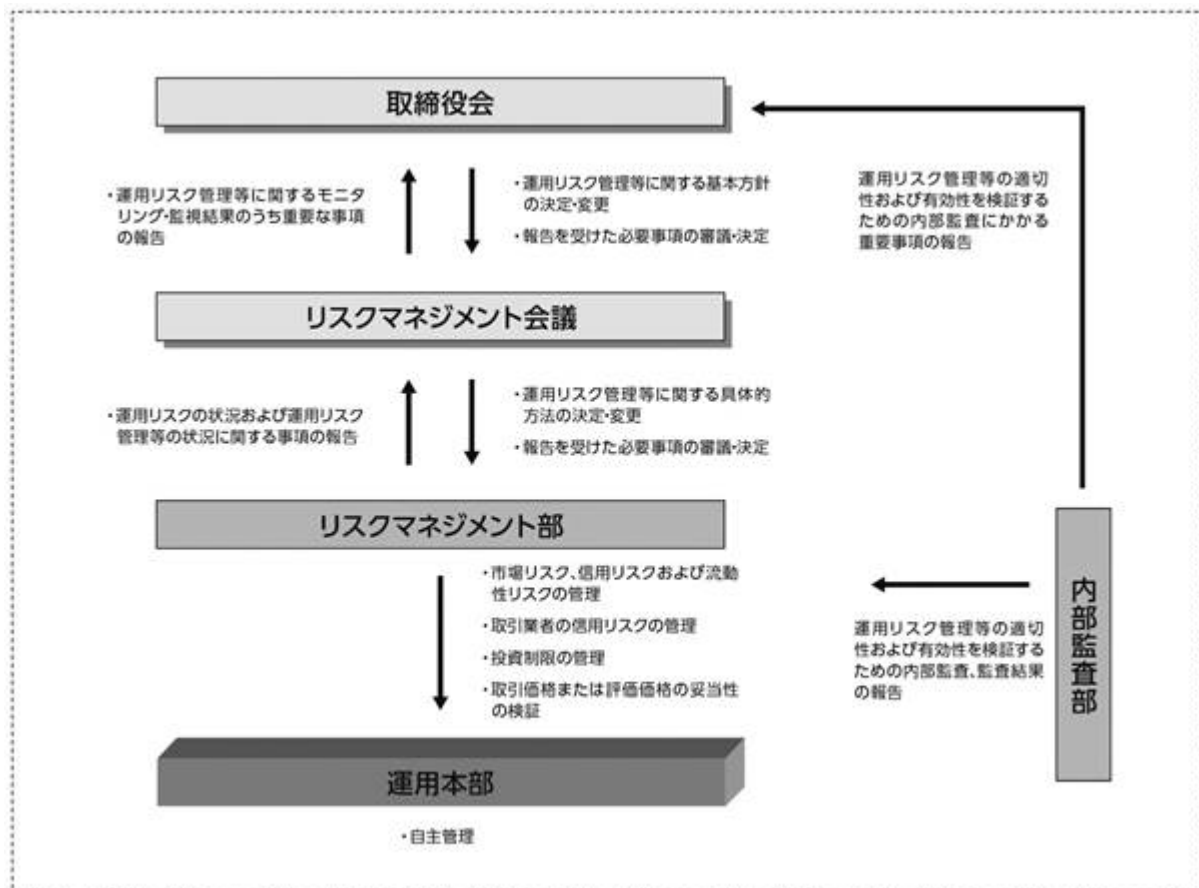 取締役会
・運用リスク管理等に関するモニタ
リング・監視結果のうち重要な事項
の報告
・運用リスク管理等に関する基本方針
の決定・変更
・報告を受けた必要事項の審議・決定
運用リスク管理等の適切
性および有効性を検証す
るための内部監査にかかる
重要事項の報告
リスクマネジメント会議
・運用リスクの状況および運用リスク
管理等の状況に関する事項の報告
・運用リスク管理等に関する具体的
方法の決定・変更
・報告を受けた必要事項の審議・決定
リスクマネジメント部
・市場リスク、信用リスクおよび流動
性リスクの管理
・取引業者の信用リスクの管理
・投資制限の管理
・取引価格または評価価格の妥当性
の検証
運用リスク管理等の適切
性および有効性を検証する
ための内部監査、監査結果
の報告
内部監査部
運用本部
・自主管理